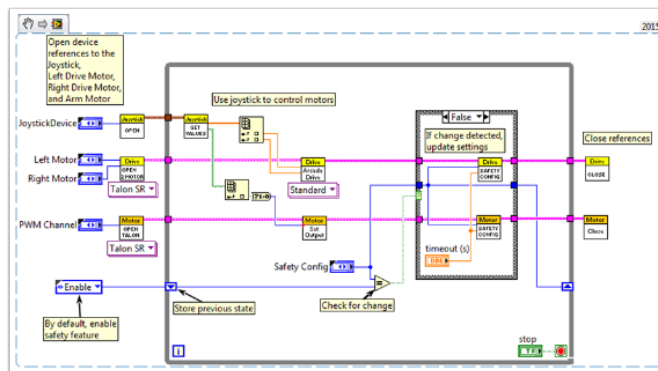 2015
Open device
references to the
Joystick,
Left Drive Motor,
Right Drive Motor,
and Arm Motor
Use joystick to control motors
False
If change detected,
update settings
Close references
JoystickDevice
Joystick
OPEN
Joystick
GET
VALUES
Left Motor
Right Motor
Drive
OPEN
2 MOTOR
Talon SR
Drive
Arcade
Drive
Standard
Drive
SAFETY
CONFIG
Drive
CLOSE
PWM Channel
Motor
OPEN
TALON
Talon SR
Motor
Set
Output
Motor
SAFETY
CONFIG
Motor
Close
timeout (s)
DBL
Safety Config
Enable
Store previous state
Check for change
By default, enable
safety feature
i
stop
TF